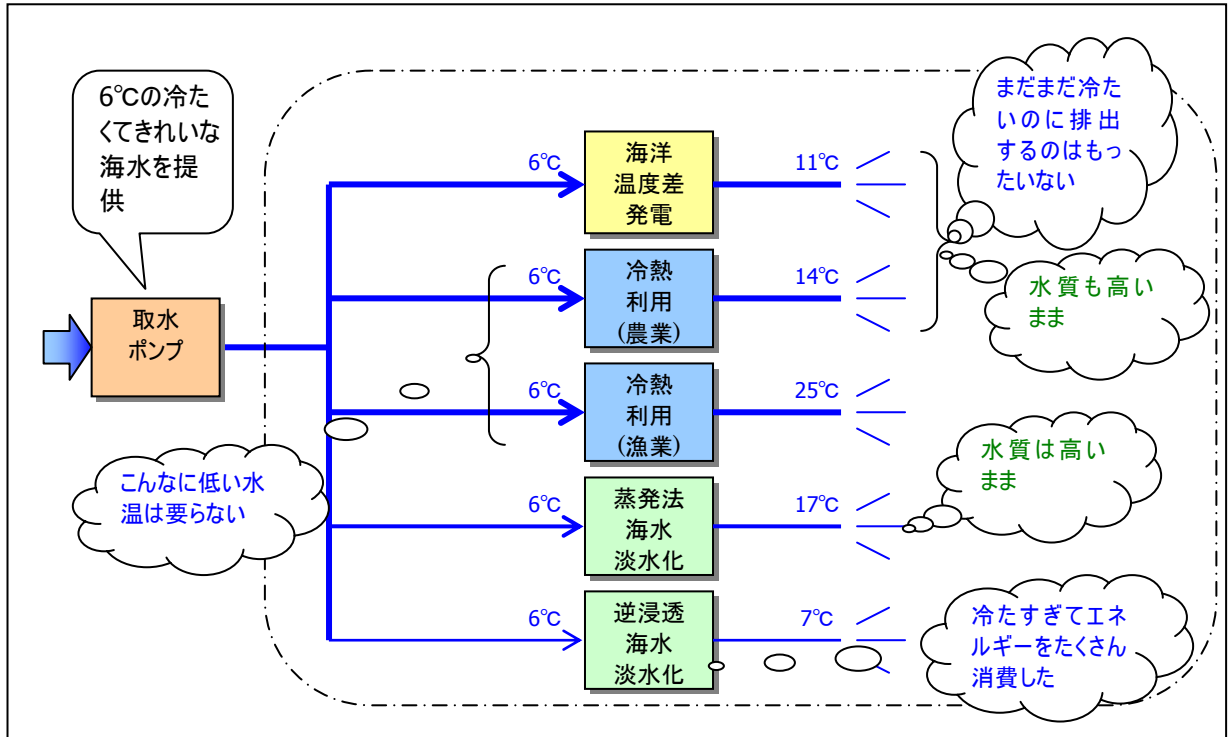 6℃の冷た
くてきれいな
海水を提
供
取水
ポンプ
こんなに低い水
温は要らない
6℃
海洋
温度差
発電
11℃
6℃
冷熱
利用
(農業)
14℃
6℃
冷熱
利用
(漁業)
25℃
6℃
蒸発法
海水
淡水化
17℃
6℃
逆浸透
海水
淡水化
7℃
まだまだ冷た
いのに排出
するのはもっ
たいない
水質も高い
まま
水質は高い
まま
冷たすぎてエネ
ルギーをたくさん
消費した